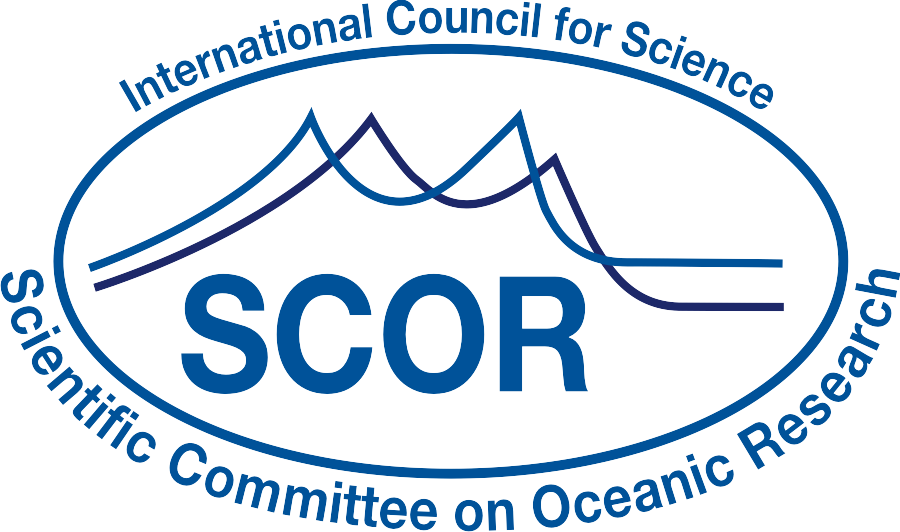 International Council for Science
SCOR
Scientific Committee on Oceanic Research